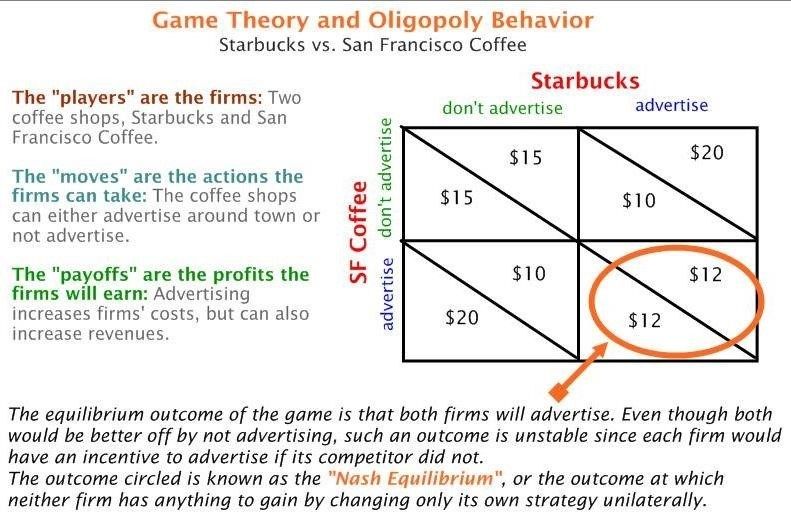 Game Theory and Oligopoly Behavior
Starbucks vs. San Francisco Coffee
The "players" are the firms: Two
coffee shops, Starbucks and San
Francisco Coffee.
The "moves" are the actions the
firms can take: The coffee shops
can either advertise around town or
not advertise.
The "payoffs" are the profits the
firms will earn: Advertising
increases firms' costs, but can also
increase revenues.
Starbucks
don't advertise
advertise
SF Coffee
don't advertise
advertise
$15
$15
$20
$10
$10
$20
$12
$12
The equilibrium outcome of the game is that both firms will advertise. Even though both
would be better off by not advertising, such an outcome is unstable since each firm would
have an incentive to advertise if its competitor did not.
The outcome circled is known as the "Nash Equilibrium", or the outcome at which
neither firm has anything to gain by changing only its own strategy unilaterally.